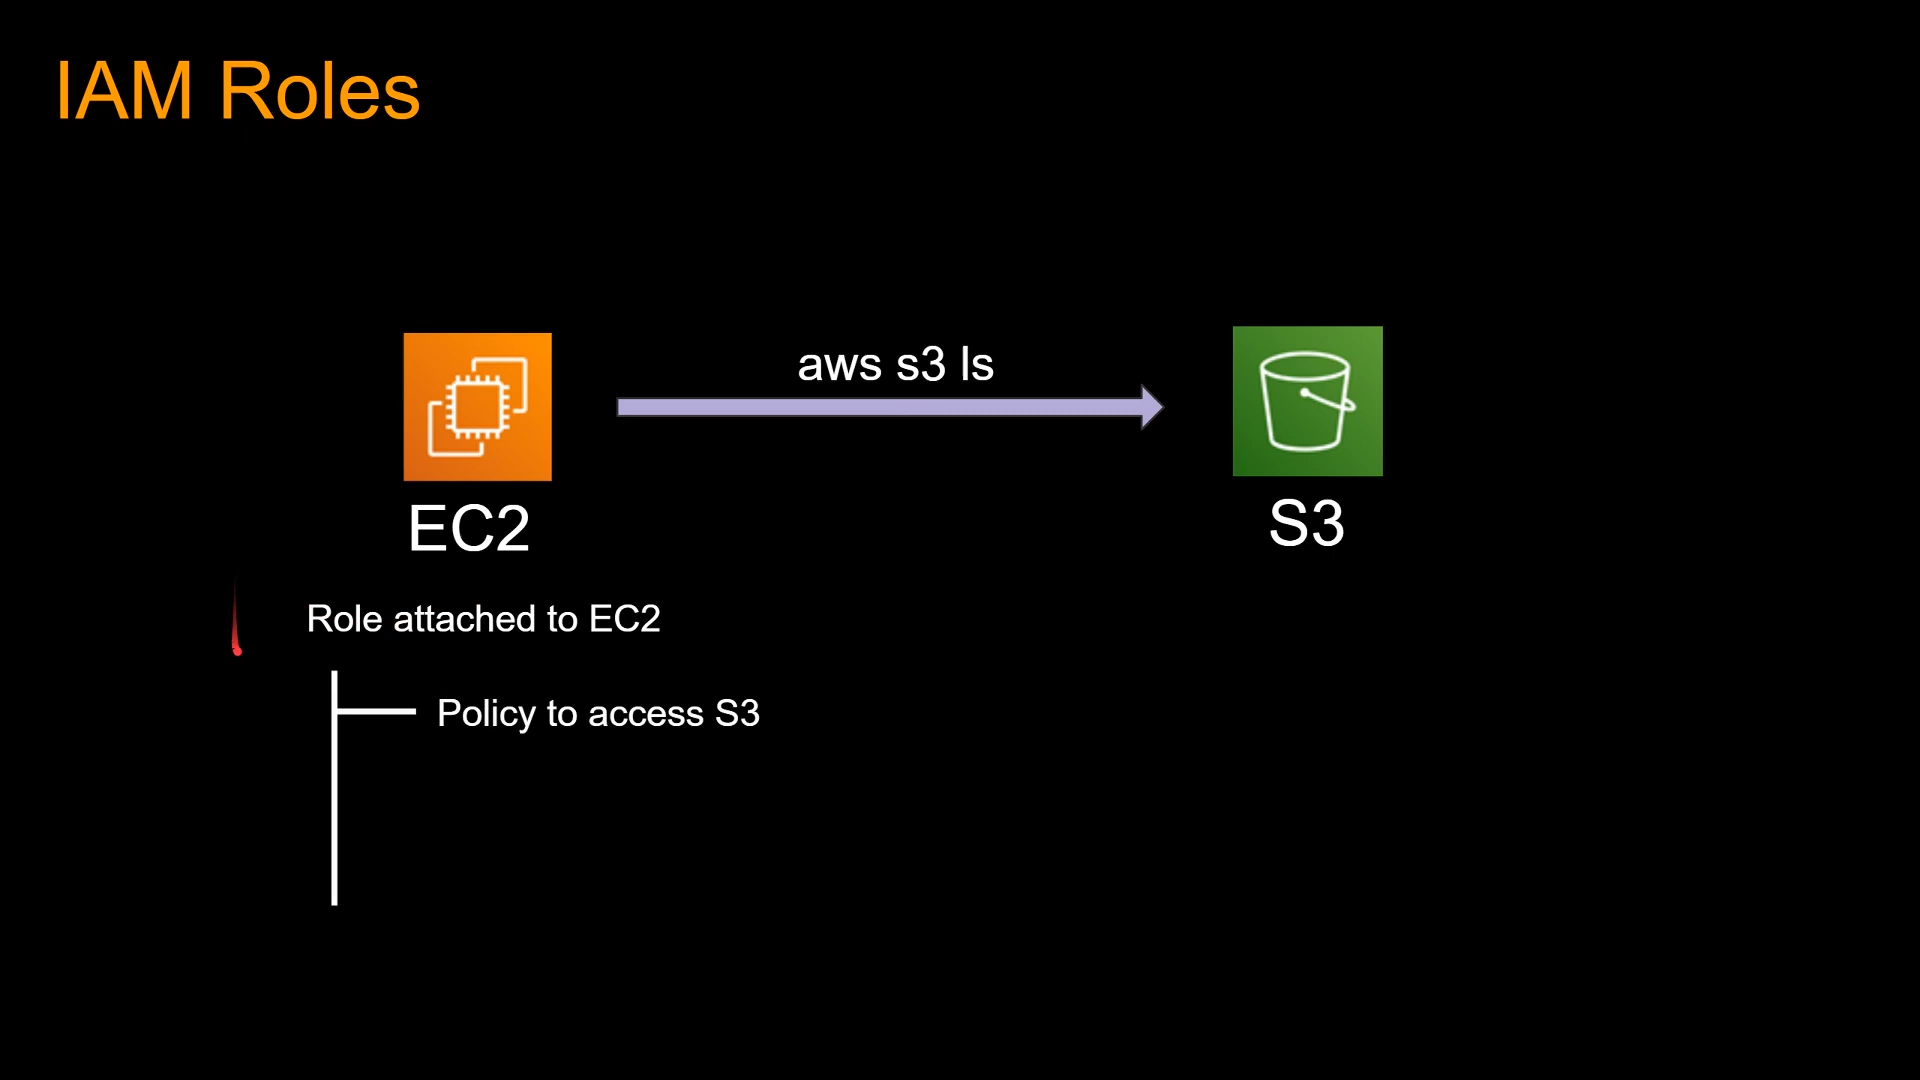 IAM Roles
aws s3 ls
EC2
S3
Role attached to EC2
Policy to access S3